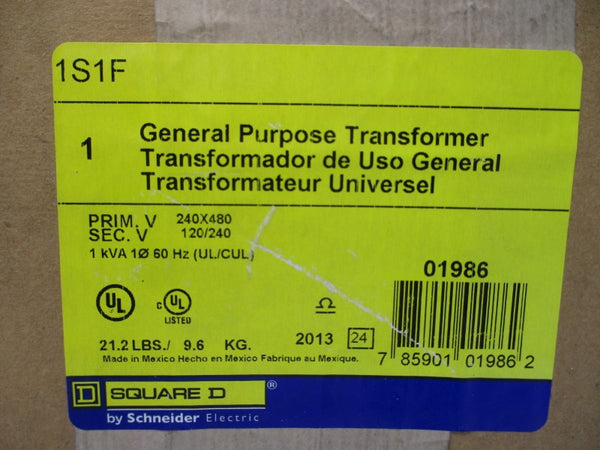 1S1F
1
General Purpose Transformer
Transformador de Uso General
Transformateur Universel
PRIM. V 240X480
SEC. V 120/240
1 kVA 1Ø 60 Hz (UL/CUL)
01986
UL
c UL
LISTED
21.2 LBS./ 9.6 KG.
2013 24
7 85901 01986 2
Made in Mexico Hecho en Mexico Fabrique au Mexique.
D SQUARE D ®
by Schneider Electric